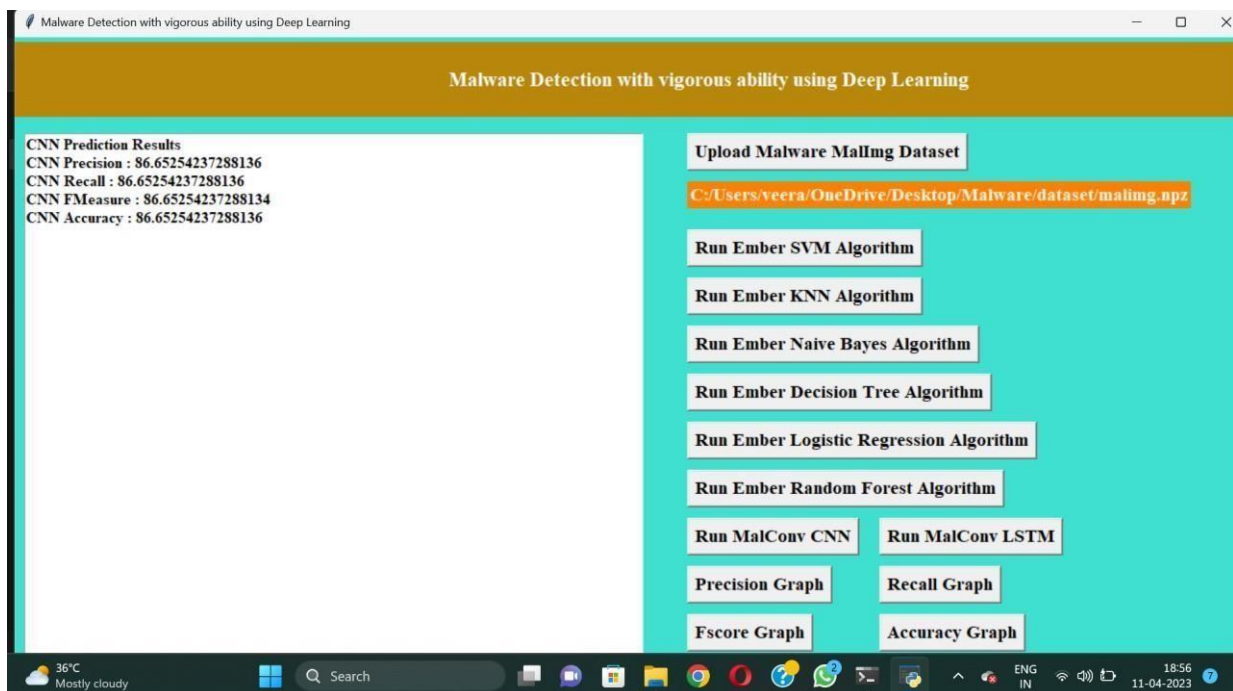 Malware Detection with vigorous ability using Deep Learning
Malware Detection with vigorous ability using Deep Learning
CNN Prediction Results
CNN Precision : 86.65254237288136
CNN Recall : 86.65254237288136
CNN FMeasure : 86.65254237288134
CNN Accuracy : 86.65254237288136
Upload Malware MalImg Dataset
C:/Users/veera/OneDrive/Desktop/Malware/dataset/malimg.npz
Run Ember SVM Algorithm
Run Ember KNN Algorithm
Run Ember Naive Bayes Algorithm
Run Ember Decision Tree Algorithm
Run Ember Logistic Regression Algorithm
Run Ember Random Forest Algorithm
Run MalConv CNN
Run MalConv LSTM
Precision Graph
Recall Graph
Fscore Graph
Accuracy Graph
36°C
Mostly cloudy
Search
2
ENG
IN
18:56
11-04-2023
7